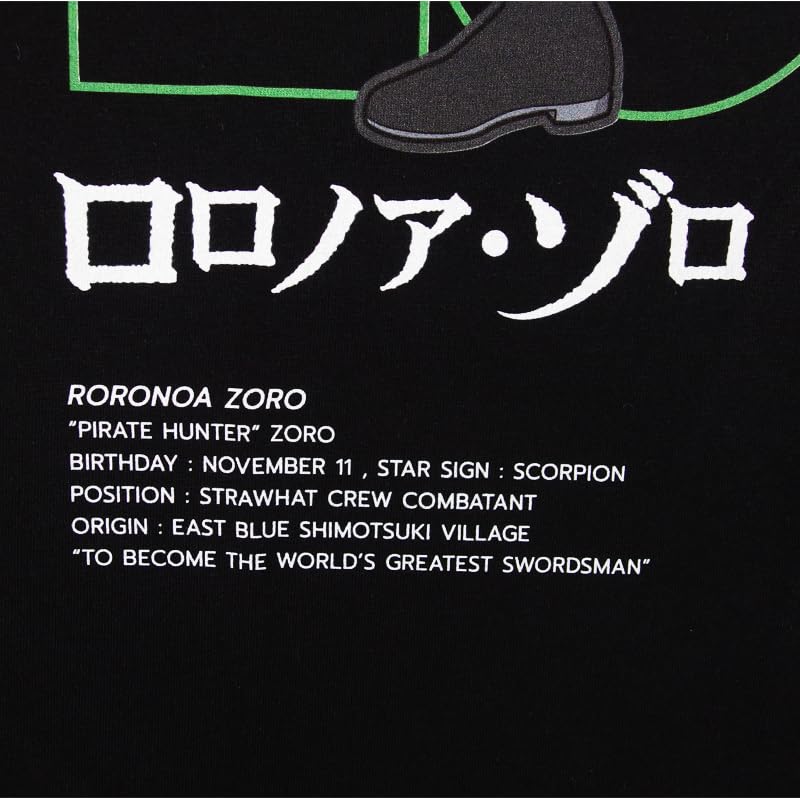 ロロノア・ゾロ
RORONOA ZORO
"PIRATE HUNTER" ZORO
BIRTHDAY : NOVEMBER 11 , STAR SIGN : SCORPION
POSITION : STRAWHAT CREW COMBATANT
ORIGIN : EAST BLUE SHIMOTSUKI VILLAGE
"TO BECOME THE WORLD'S GREATEST SWORDSMAN"